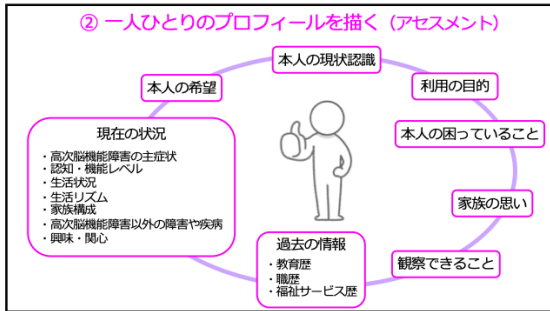 ② 一人ひとりのプロフィールを描く（アセスメント）
本人の現状認識
本人の希望
利用の目的
現在の状況
・高次脳機能障害の主症状
・認知・機能レベル
・生活状況
・生活リズム
・家族構成
・高次脳機能障害以外の障害や疾病
・興味・関心
本人の困っていること
家族の思い
過去の情報
・教育歴
・職歴
・福祉サービス歴
観察できること